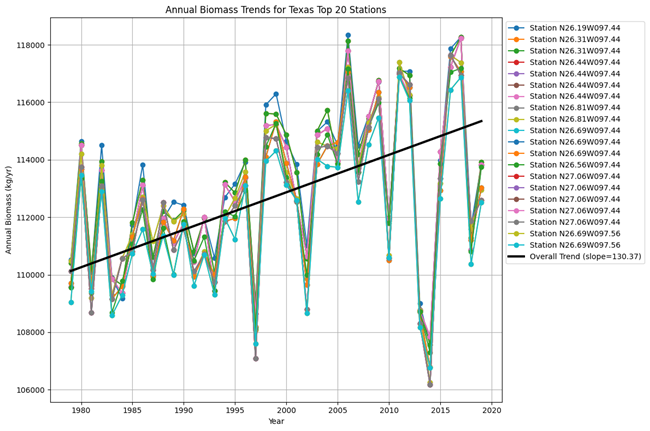 Annual Biomass Trends for Texas Top 20 Stations
118000
116000
114000
112000
110000
108000
106000
Annual Biomass (kg/yr)
1980
1985
1990
1995
2000
2005
2010
2015
2020
Year
Station N26.19W097.44
Station N26.31W097.44
Station N26.31W097.44
Station N26.44W097.44
Station N26.44W097.44
Station N26.44W097.44
Station N26.44W097.44
Station N26.81W097.44
Station N26.81W097.44
Station N26.69W097.44
Station N26.69W097.44
Station N26.69W097.44
Station N26.56W097.44
Station N27.06W097.44
Station N27.06W097.44
Station N27.06W097.44
Station N27.06W097.44
Station N27.06W097.44
Station N26.69W097.56
Station N26.69W097.56
Overall Trend (slope=130.37)